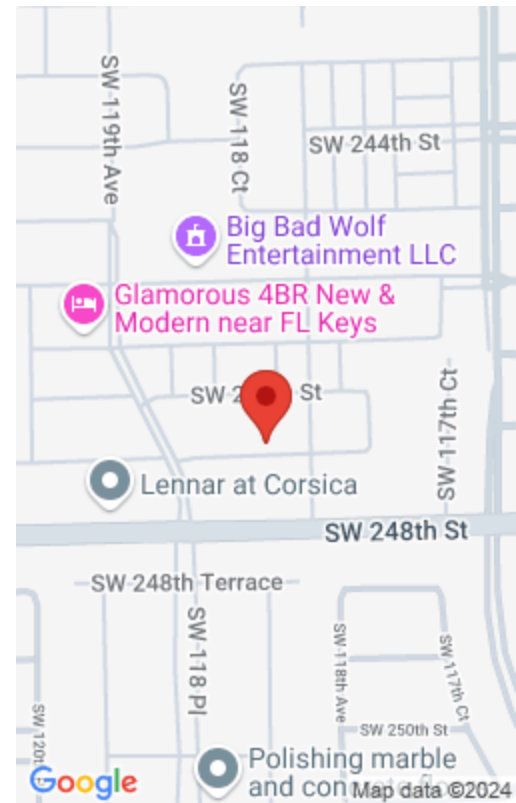 SW 119th Ave
SW 118 Ct
SW 244th St
Big Bad Wolf
Entertainment LLC
Glamorous 4BR New &
Modern near FL Keys
SW 2 St
SW 117th Ct
Lennar at Corsica
SW 248th St
SW 248th Terrace
SW 118 Pl
SW 118th Ave
SW 117th Ct
SW 120t
SW 250th St
Polishing marble
and con
Google
Map data ©2024